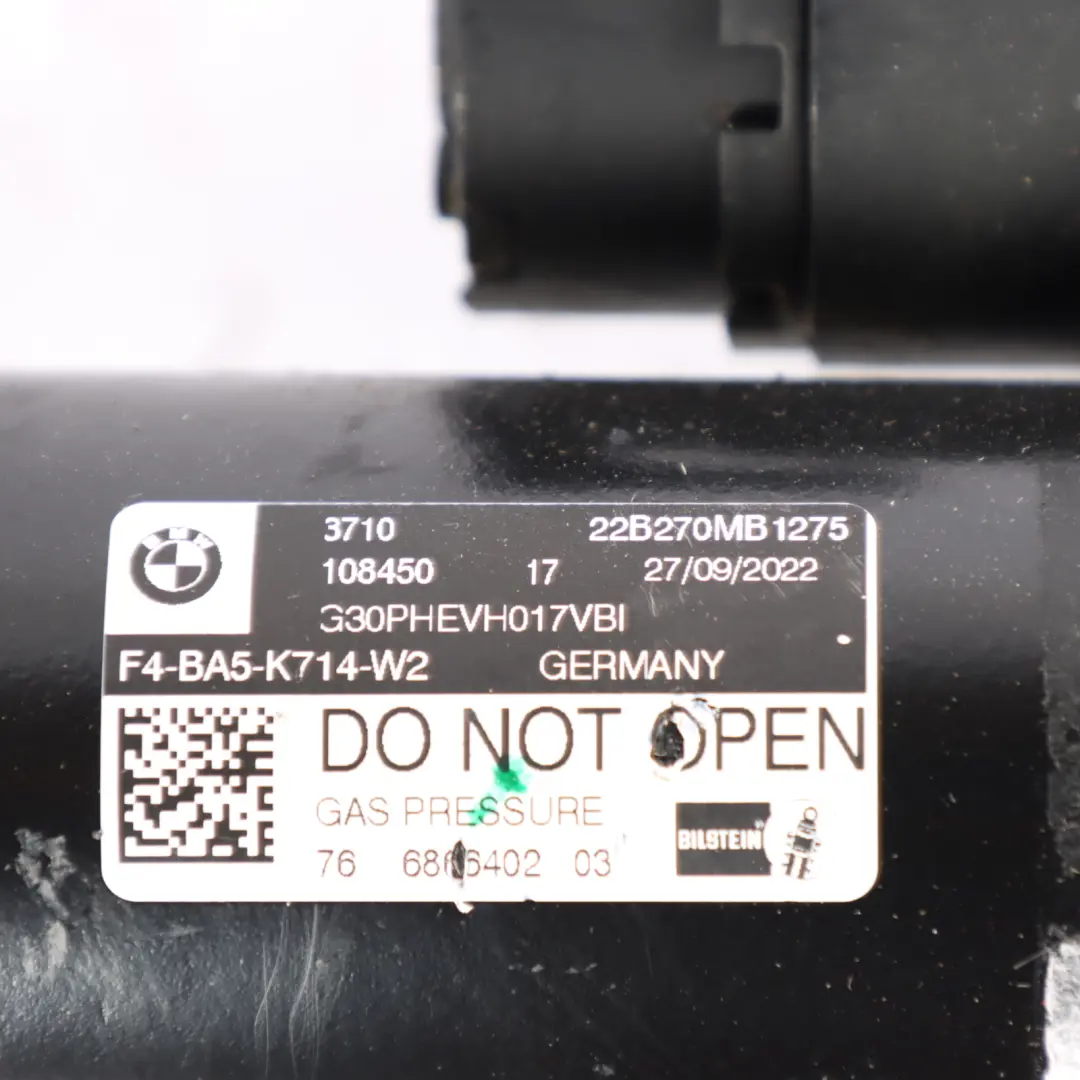 BMW
3710 22B270MB1275
108450 17 27/09/2022
G30PHEVH017VBI
F4-BA5-K714-W2 GERMANY
DO NOT OPEN
GAS PRESSURE
76 6866402 03
BILSTEIN